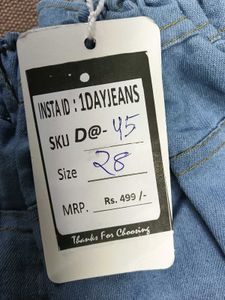 INSTA ID : 1DAYJEANS
SKU D@- 45
Size 28
MRP. Rs. 499 /-
Thanks For Choosing